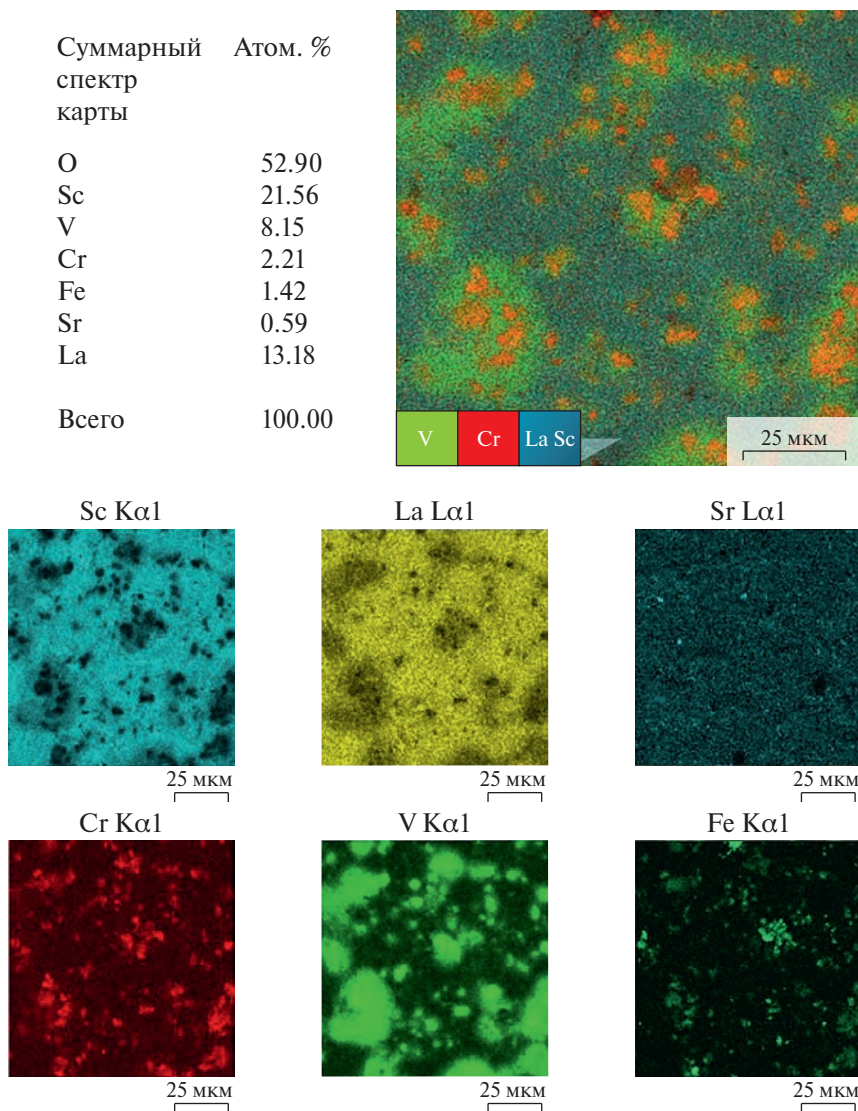 Суммарный Атом. %
спектр
карты
O 52.90
Sc 21.56
V 8.15
Cr 2.21
Fe 1.42
Sr 0.59
La 13.18
Всего 100.00
V Cr La Sc
25 мкм
Sc Kα1 La Lα1 Sr Lα1
25 мкм 25 мкм 25 мкм
Cr Kα1 V Kα1 Fe Kα1
25 мкм 25 мкм 25 мкм